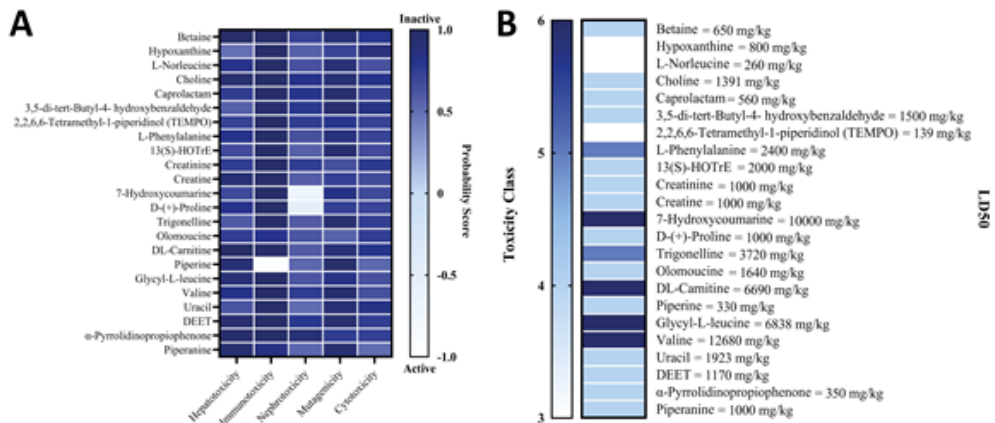 A
Inactive
Betaine
Hypoxanthine
L-Norleucine
Choline
Caprolactam
3,5-di-tert-Butyl-4- hydroxybenzaldehyde
2,2,6,6-Tetramethyl-1-piperidinol (TEMPO)
L-Phenylalanine
13(S)-HOTrE
Creatinine
Creatine
7-Hydroxycoumarine
D-(+)-Proline
Trigonelline
Olomoucine
DL-Carnitine
Piperine
Glycyl-L-leucine
Valine
Uracil
DEET
α-Pyrrolidinopropiophenone
Piperanine
Hepatotoxicity
Immunotoxicity
Nephrotoxicity
Mutagenicity
Cytotoxicity
1.0
0.5
0
-0.5
-1.0
Active
Probability Score
B
Toxicity Class
6
5
4
3
Betaine = 650 mg/kg
Hypoxanthine = 800 mg/kg
L-Norleucine = 260 mg/kg
Choline = 1391 mg/kg
Caprolactam = 560 mg/kg
3,5-di-tert-Butyl-4- hydroxybenzaldehyde = 1500 mg/kg
2,2,6,6-Tetramethyl-1-piperidinol (TEMPO) = 139 mg/kg
L-Phenylalanine = 2400 mg/kg
13(S)-HOTrE = 2000 mg/kg
Creatinine = 1000 mg/kg
Creatine = 1000 mg/kg
7-Hydroxycoumarine = 10000 mg/kg
D-(+)-Proline = 1000 mg/kg
Trigonelline = 3720 mg/kg
Olomoucine = 1640 mg/kg
DL-Carnitine = 6690 mg/kg
Piperine = 330 mg/kg
Glycyl-L-leucine = 6838 mg/kg
Valine = 12680 mg/kg
Uracil = 1923 mg/kg
DEET = 1170 mg/kg
α-Pyrrolidinopropiophenone = 350 mg/kg
Piperanine = 1000 mg/kg
LD50